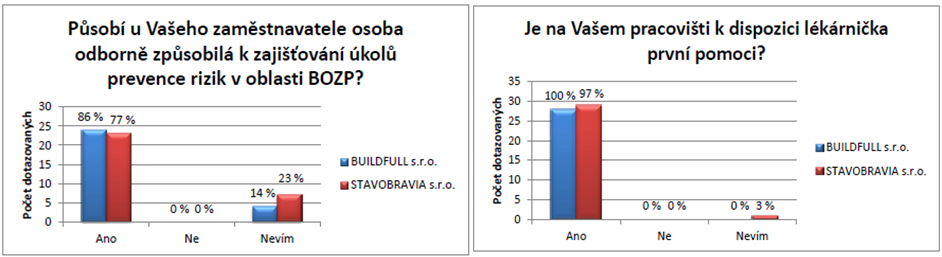 Působí u Vašeho zaměstnavatele osoba
odborně způsobilá k zajišťování úkolů
prevence rizik v oblasti BOZP?
Počet dotazovaných
30
25
20
15
10
5
0
86 %
77 %
0 %
0 %
14 %
23 %
Ano
Ne
Nevím
BUILDFULL s.r.o.
STAVOBRAVIA s.r.o.
Je na Vašem pracovišti k dispozici lékárnička
první pomoci?
Počet dotazovaných
35
30
25
20
15
10
5
0
100 %
97 %
0 %
0 %
0 %
3 %
Ano
Ne
Nevím
BUILDFULL s.r.o.
STAVOBRAVIA s.r.o.